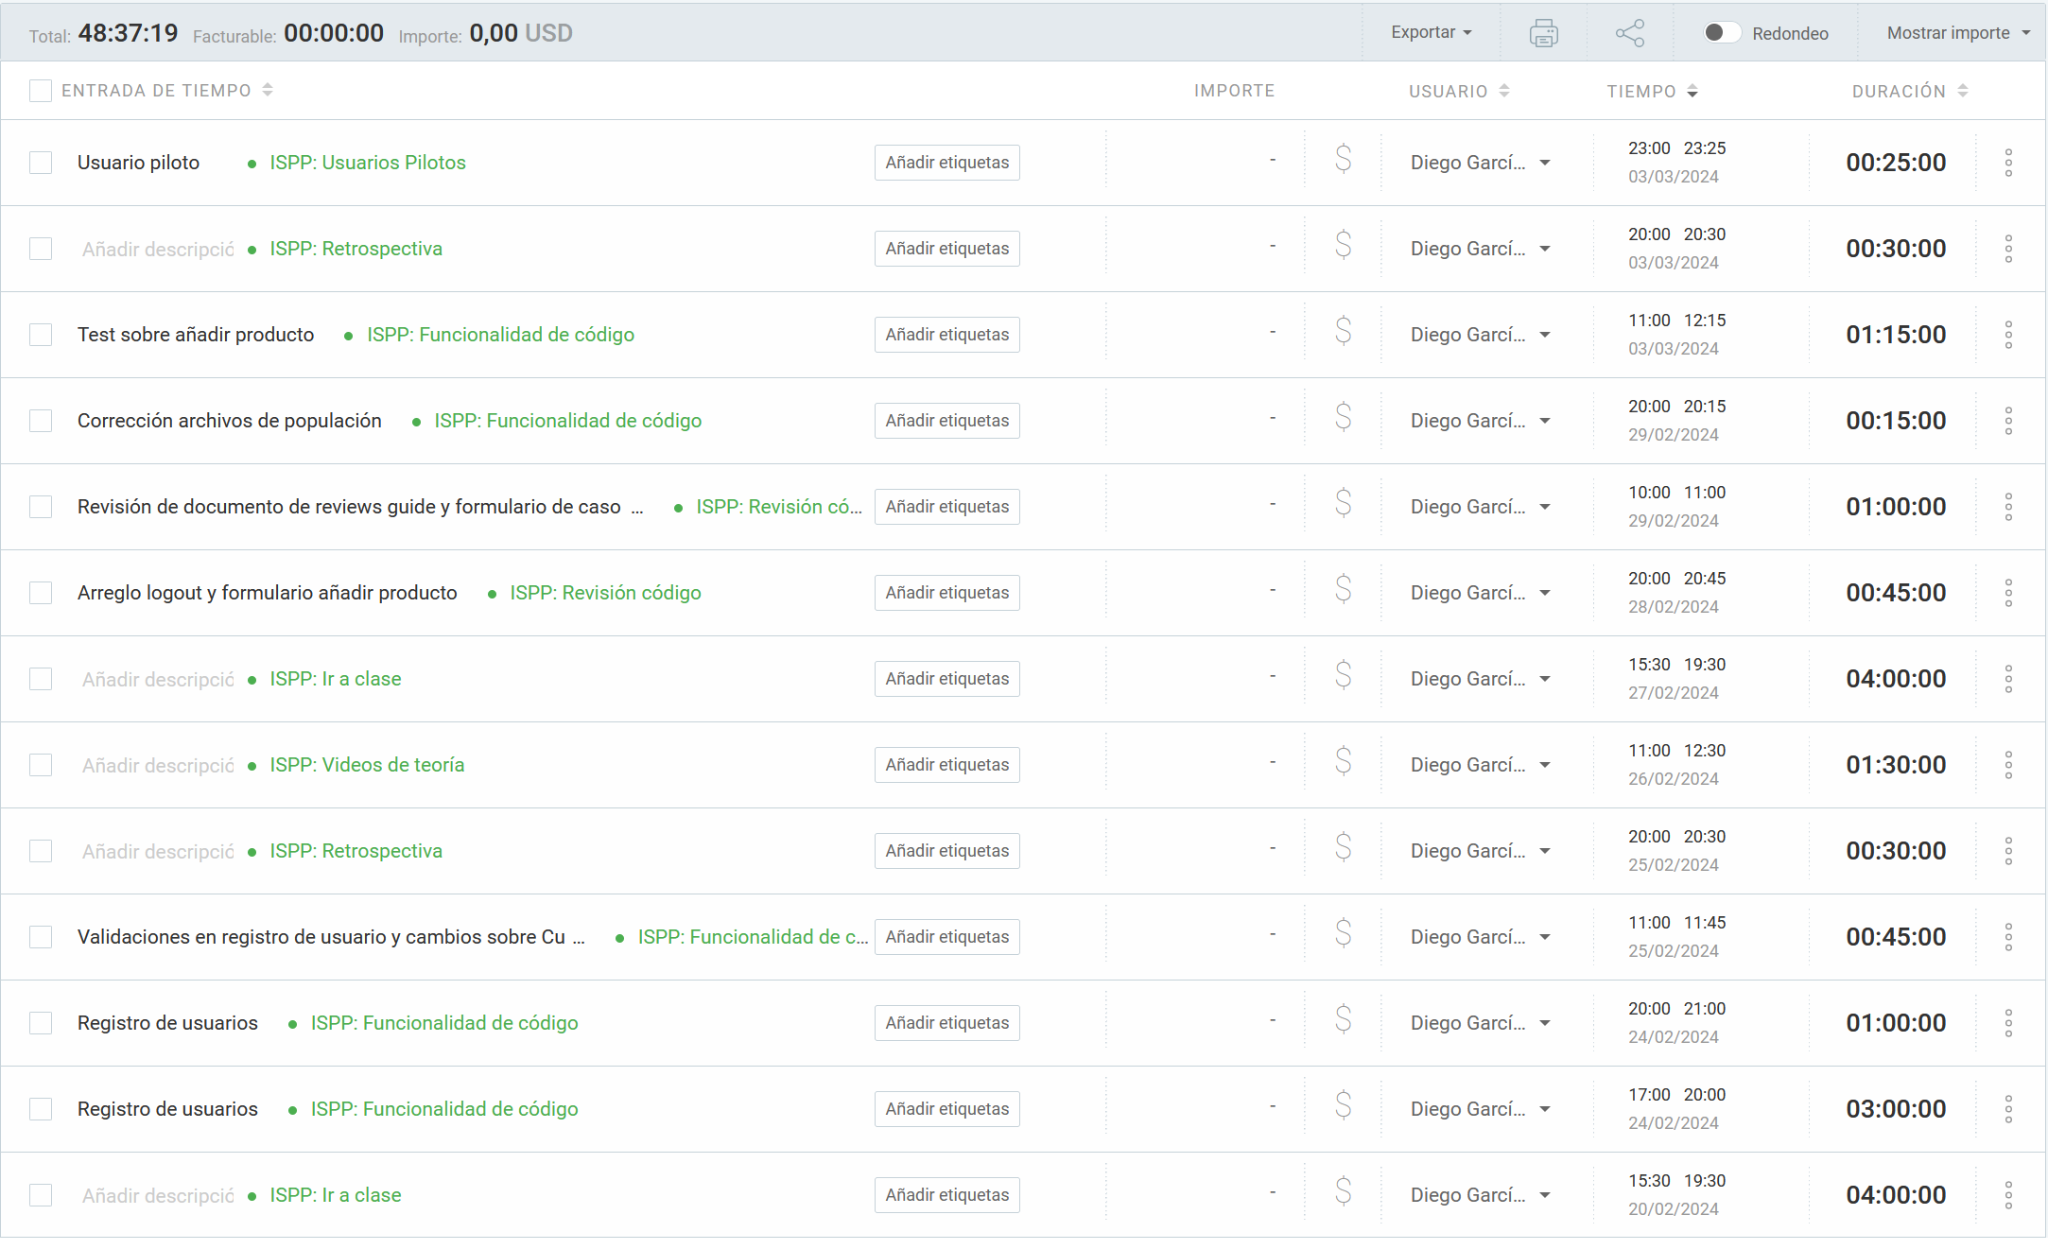 Total: 48:37:19 Facturable: 00:00:00 Importe: 0,00 USD Exportar Redondeo Mostrar importe
ENTRADA DE TIEMPO IMPORTE USUARIO TIEMPO DURACIÓN
Usuario piloto ISPP: Usuarios Pilotos Añadir etiquetas - $ Diego Garcí... 23:00 23:25 00:25:00
03/03/2024
Añadir descripció ISPP: Retrospectiva Añadir etiquetas - $ Diego Garcí... 20:00 20:30 00:30:00
03/03/2024
Test sobre añadir producto ISPP: Funcionalidad de código Añadir etiquetas - $ Diego Garcí... 11:00 12:15 01:15:00
03/03/2024
Corrección archivos de população ISPP: Funcionalidad de código Añadir etiquetas - $ Diego Garcí... 20:00 20:15 00:15:00
29/02/2024
Revisión de documento de reviews guide y formulario de caso ... ISPP: Revisión có... Añadir etiquetas - $ Diego Garcí... 10:00 11:00 01:00:00
29/02/2024
Arreglo logout y formulario añadir producto ISPP: Revisión código Añadir etiquetas - $ Diego Garcí... 20:00 20:45 00:45:00
28/02/2024
Añadir descripció ISPP: Ir a clase Añadir etiquetas - $ Diego Garcí... 15:30 19:30 04:00:00
27/02/2024
Añadir descripció ISPP: Videos de teoría Añadir etiquetas - $ Diego Garcí... 11:00 12:30 01:30:00
26/02/2024
Añadir descripció ISPP: Retrospectiva Añadir etiquetas - $ Diego Garcí... 20:00 20:30 00:30:00
25/02/2024
Validaciones en registro de usuario y cambios sobre Cu ... ISPP: Funcionalidad de c... Añadir etiquetas - $ Diego Garcí... 11:00 11:45 00:45:00
25/02/2024
Registro de usuarios ISPP: Funcionalidad de código Añadir etiquetas - $ Diego Garcí... 20:00 21:00 01:00:00
24/02/2024
Registro de usuarios ISPP: Funcionalidad de código Añadir etiquetas - $ Diego Garcí... 17:00 20:00 03:00:00
24/02/2024
Añadir descripció ISPP: Ir a clase Añadir etiquetas - $ Diego Garcí... 15:30 19:30 04:00:00
20/02/2024